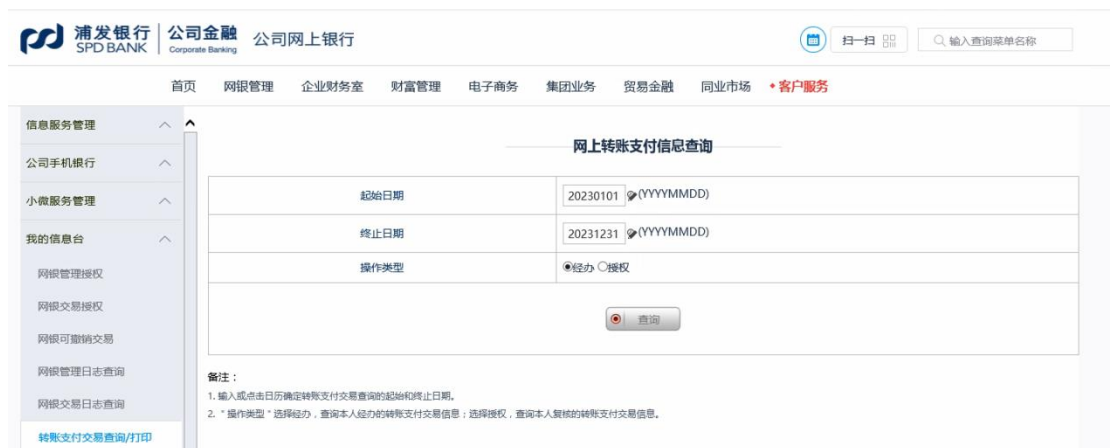 浦发银行 公司金融 公司网上银行
SPD BANK Corporate Banking
扫一扫 输入查询菜单名称
首页 网银管理 企业财务室 财富管理 电子商务 集团业务 贸易金融 同业市场 客户服务
信息服务管理
公司手机银行
小微服务管理
我的信息台
网银管理授权
网银交易授权
网银可撤销交易
网银管理日志查询
网银交易日志查询
转账支付交易查询/打印
网上转账支付信息查询
起始日期 20230101 (YYYYMMDD)
终止日期 20231231 (YYYYMMDD)
操作类型 经办 授权
查询
备注：
1. 输入或点击日历确定转账支付交易查询的起始和终止日期。
2. "操作类型"选择经办，查询本人经办的转账支付交易信息；选择授权，查询本人复核的转账支付交易信息。